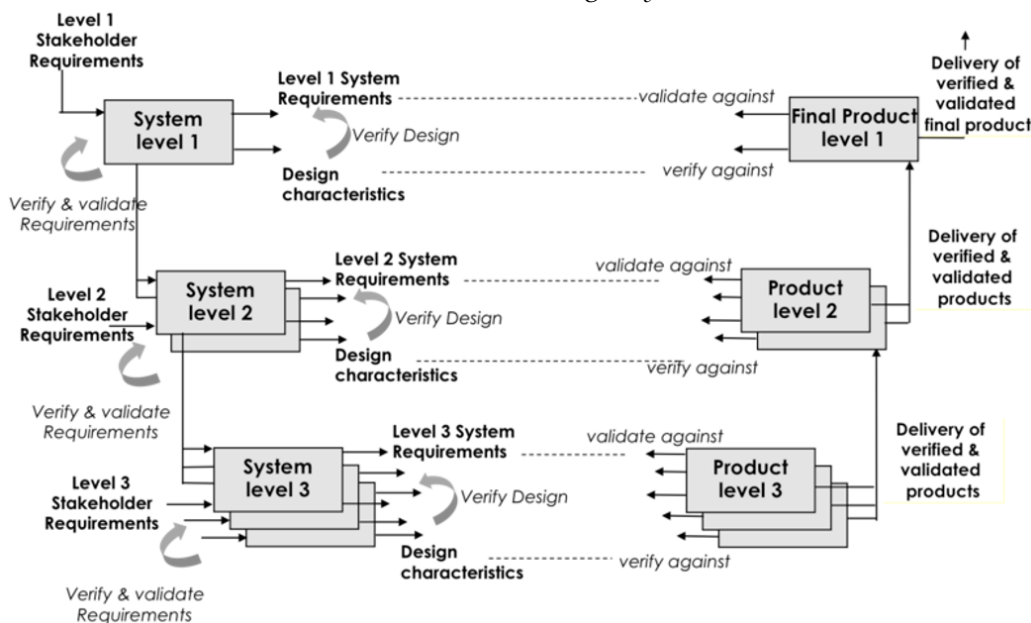 Level 1
Stakeholder
Requirements
System
level 1
Level 1 System
Requirements
Verify Design
Design
characteristics
validate against
verify against
Final Product
level 1
Delivery of
verified &
validated
final product
Verify & validate
Requirements
Level 2
Stakeholder
Requirements
System
level 2
Level 2 System
Requirements
Verify Design
Design
characteristics
validate against
verify against
Product
level 2
Delivery of
verified &
validated
products
Verify & validate
Requirements
Level 3
Stakeholder
Requirements
System
level 3
Level 3 System
Requirements
Verify Design
Design
characteristics
validate against
verify against
Product
level 3
Delivery of
verified &
validated
products
Verify & validate
Requirements